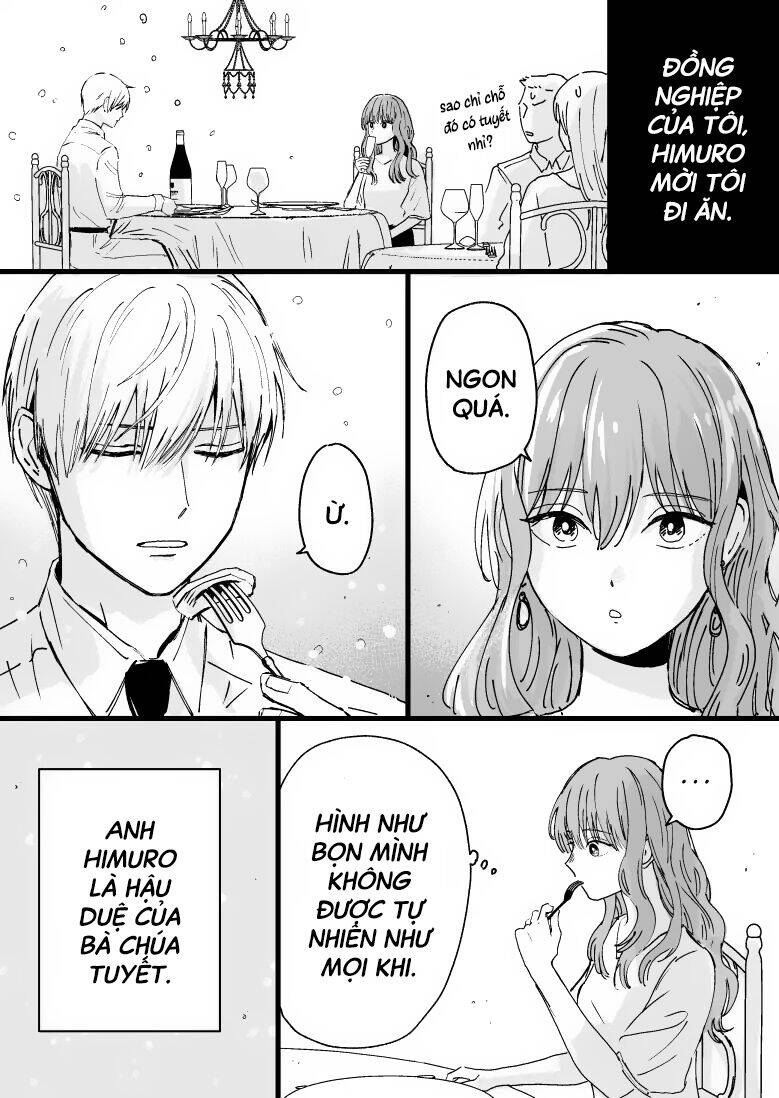 ĐỒNG
NGHIỆP
CỦA TÔI,
HIMURO
MỜI TÔI
ĐI ĂN.
sao chỉ chỗ
đó có tuyết
nhỉ?
NGON
QUÁ.
Ừ.
...
HÌNH NHƯ
BỌN MÌNH
KHÔNG
ĐƯỢC TỰ
NHIÊN NHƯ
MỌI KHI.
ANH
HIMURO
LÀ HẬU
DUỆ CỦA
BÀ CHÚA
TUYẾT.